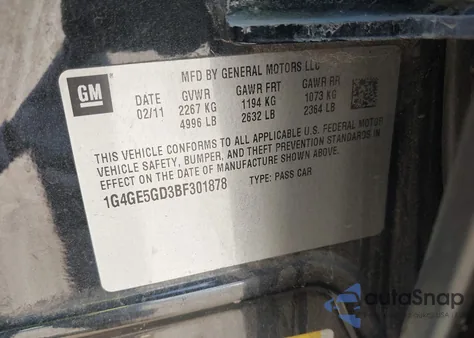 GM
MFD BY GENERAL MOTORS LLC
DATE GVWR GAWR FRT GAWR RR
02/11 2267 KG 1194 KG 1073 KG
4996 LB 2632 LB 2364 LB
THIS VEHICLE CONFORMS TO ALL APPLICABLE U.S. FEDERAL MOTOR
VEHICLE SAFETY, BUMPER, AND THEFT PREVENTION STANDARDS IN
EFFECT ON THE DATE OF MANUFACTURE SHOWN ABOVE.
1G4GE5GD3BF301878 TYPE: PASS CAR
autoSnap